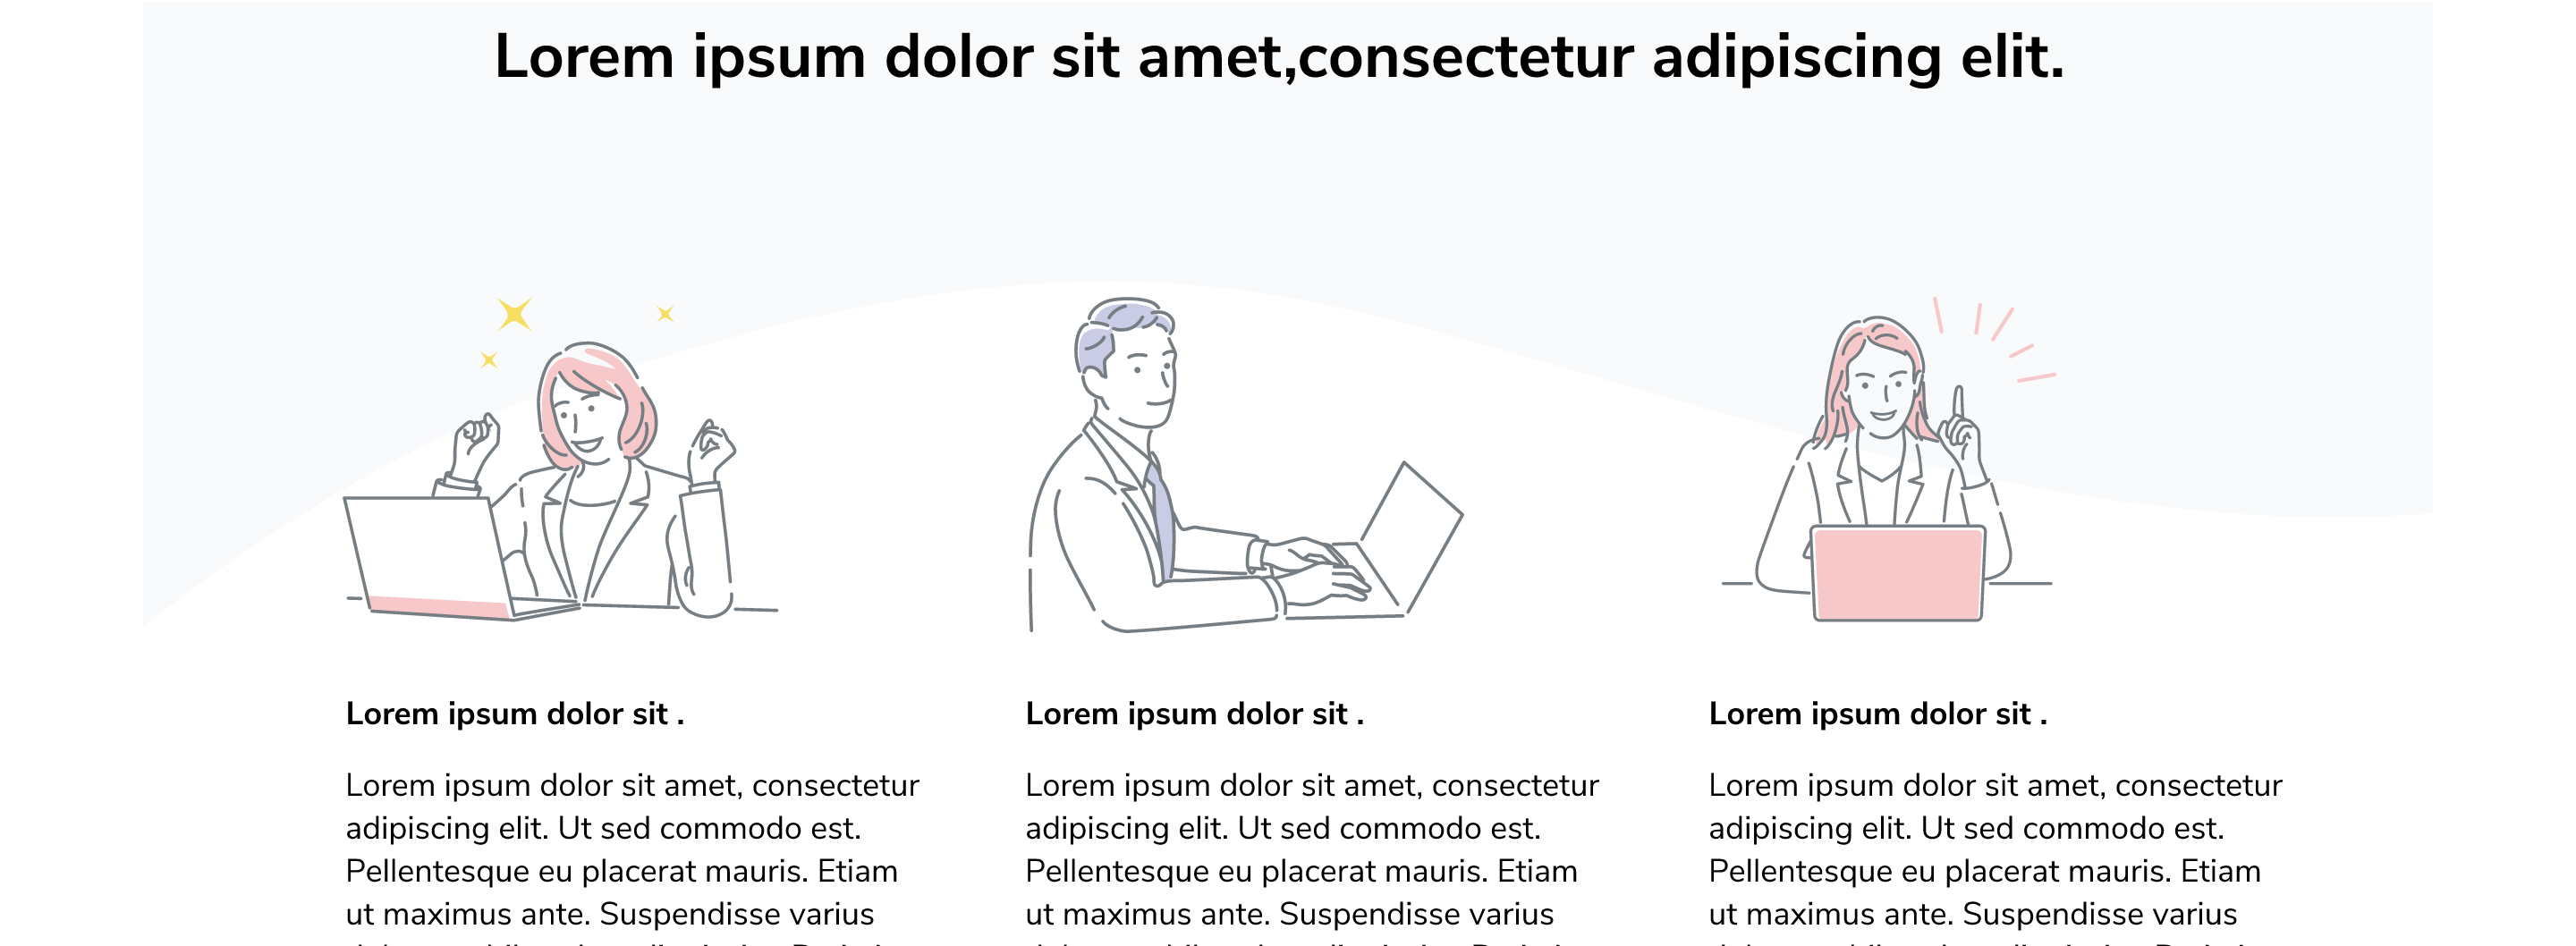 Lorem ipsum dolor sit amet,consectetur adipiscing elit.
Lorem ipsum dolor sit .
Lorem ipsum dolor sit amet, consectetur
adipiscing elit. Ut sed commodo est.
Pellentesque eu placerat mauris. Etiam
ut maximus ante. Suspendisse varius
Lorem ipsum dolor sit .
Lorem ipsum dolor sit amet, consectetur
adipiscing elit. Ut sed commodo est.
Pellentesque eu placerat mauris. Etiam
ut maximus ante. Suspendisse varius
Lorem ipsum dolor sit .
Lorem ipsum dolor sit amet, consectetur
adipiscing elit. Ut sed commodo est.
Pellentesque eu placerat mauris. Etiam
ut maximus ante. Suspendisse varius